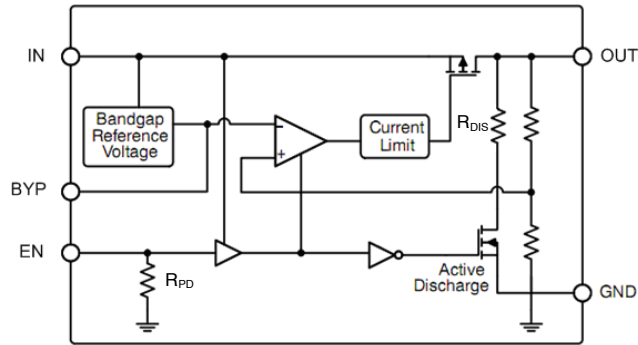 IN
OUT
Bandgap
Reference
Voltage
-
+
Current
Limit
RDIS
BYP
EN
RPD
Active
Discharge
GND